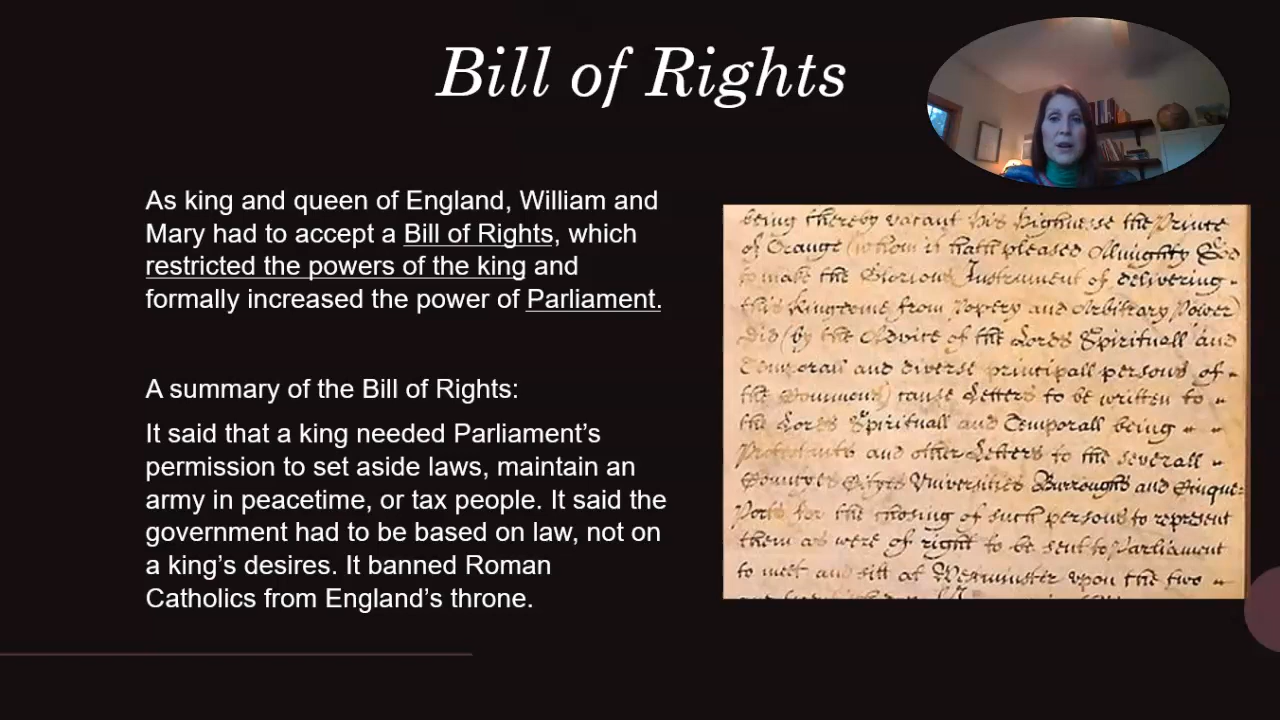 Bill of Rights
As king and queen of England, William and
Mary had to accept a Bill of Rights, which
restricted the powers of the king and
formally increased the power of Parliament.
A summary of the Bill of Rights:
It said that a king needed Parliament’s
permission to set aside laws, maintain an
army in peacetime, or tax people. It said the
government had to be based on law, not on
a king’s desires. It banned Roman
Catholics from England’s throne.
being thereby vacant His Highnesse the Prince
of Orange (whom it hath pleased Almighty God
to make the Glorious Instrument of delivering
this Kingdome from Popery and Arbitrary Power)
Did (by the Advice of the Lords Spirituall and
Temporall and diverse principall persons of
the Commons) cause Letters to be written to
the Lords Spirituall and Temporall being
Protestants and other Letters to the severall
Countyes Cityes Universities Burroughs and Cinque
Ports for the chosing of such persons to represent
them as were of right to be sent to Parliament
to meet and sitt at Westminster upon the two